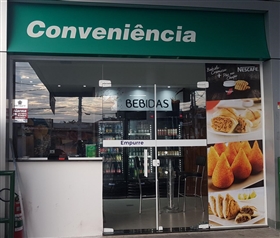 Conveniência
NESCAFÉ
BEBIDAS
Empurre